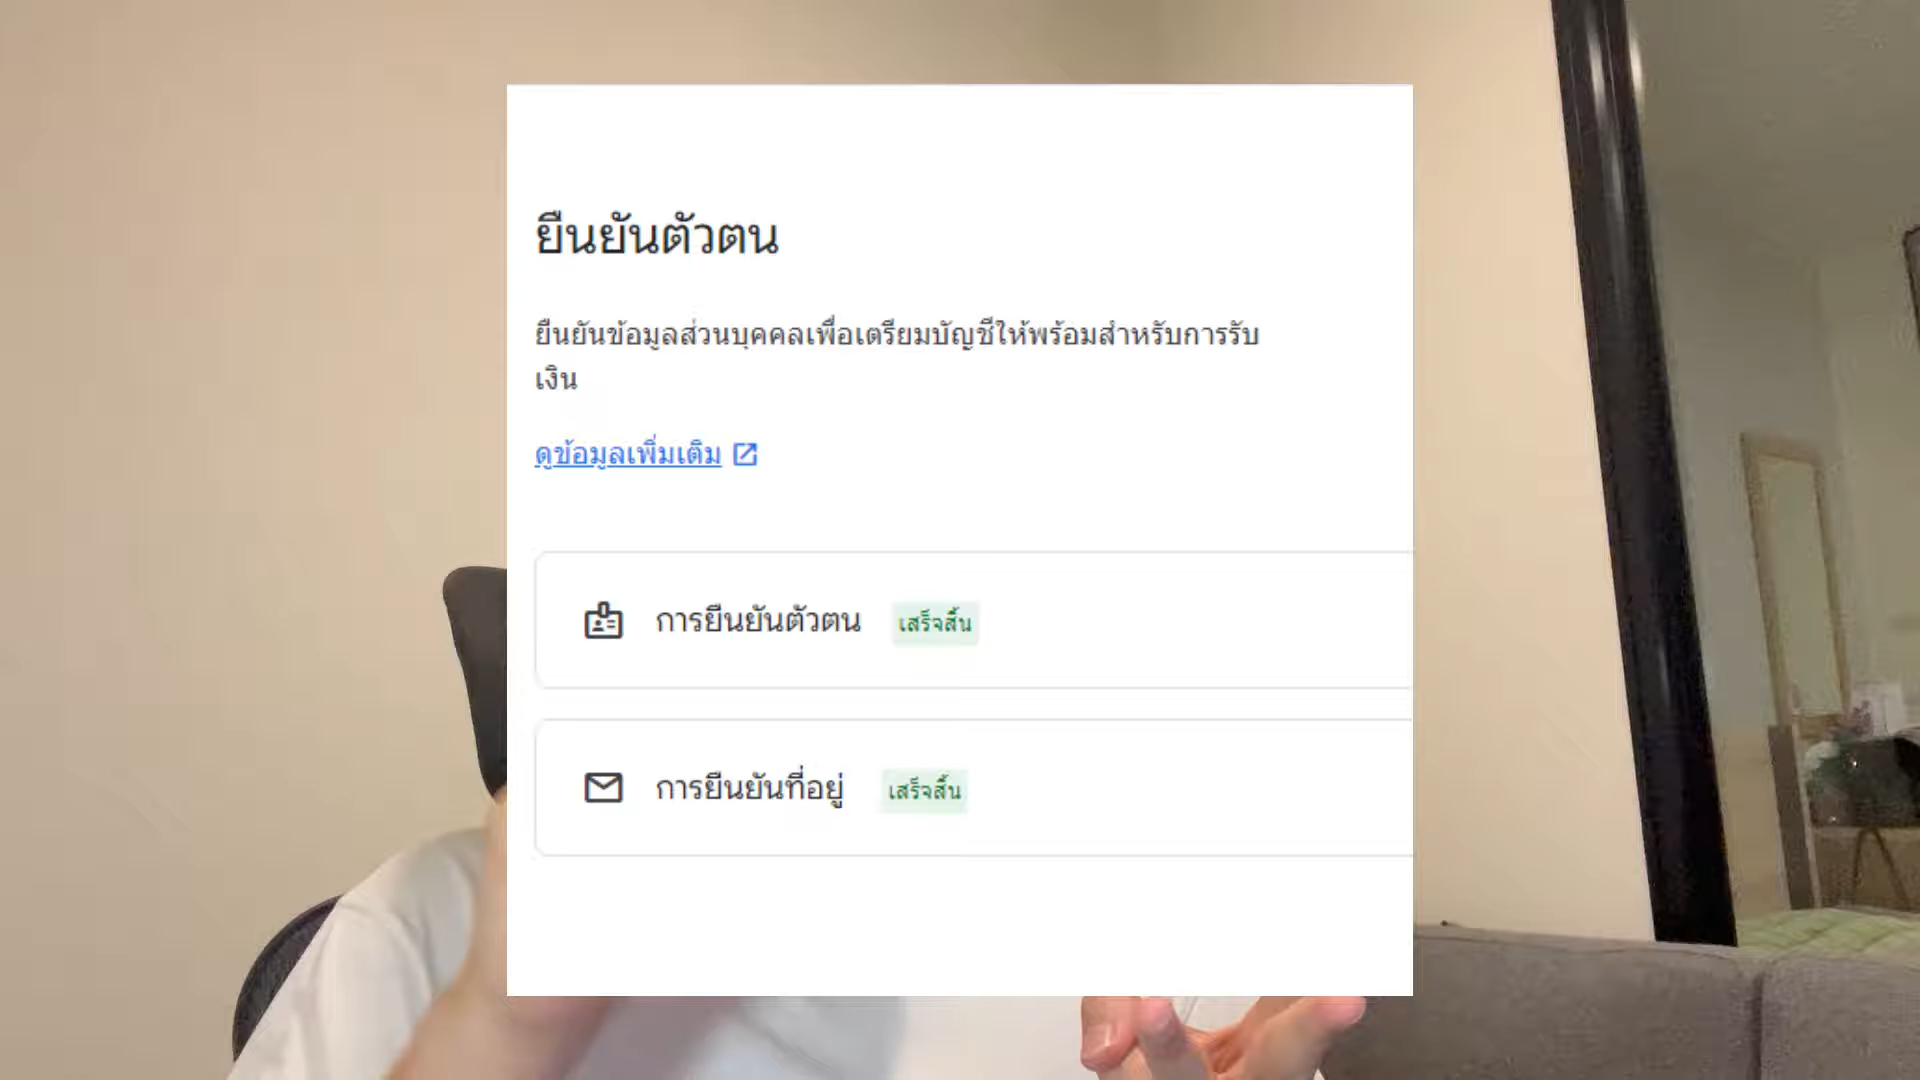 ยืนยันตัวตน
ยืนยันข้อมูลส่วนบุคคลเพื่อเตรียมบัญชีให้พร้อมสำหรับการรับ
เงิน
ดูข้อมูลเพิ่มเติม
การยืนยันตัวตน เสร็จสิ้น
การยืนยันที่อยู่ เสร็จสิ้น